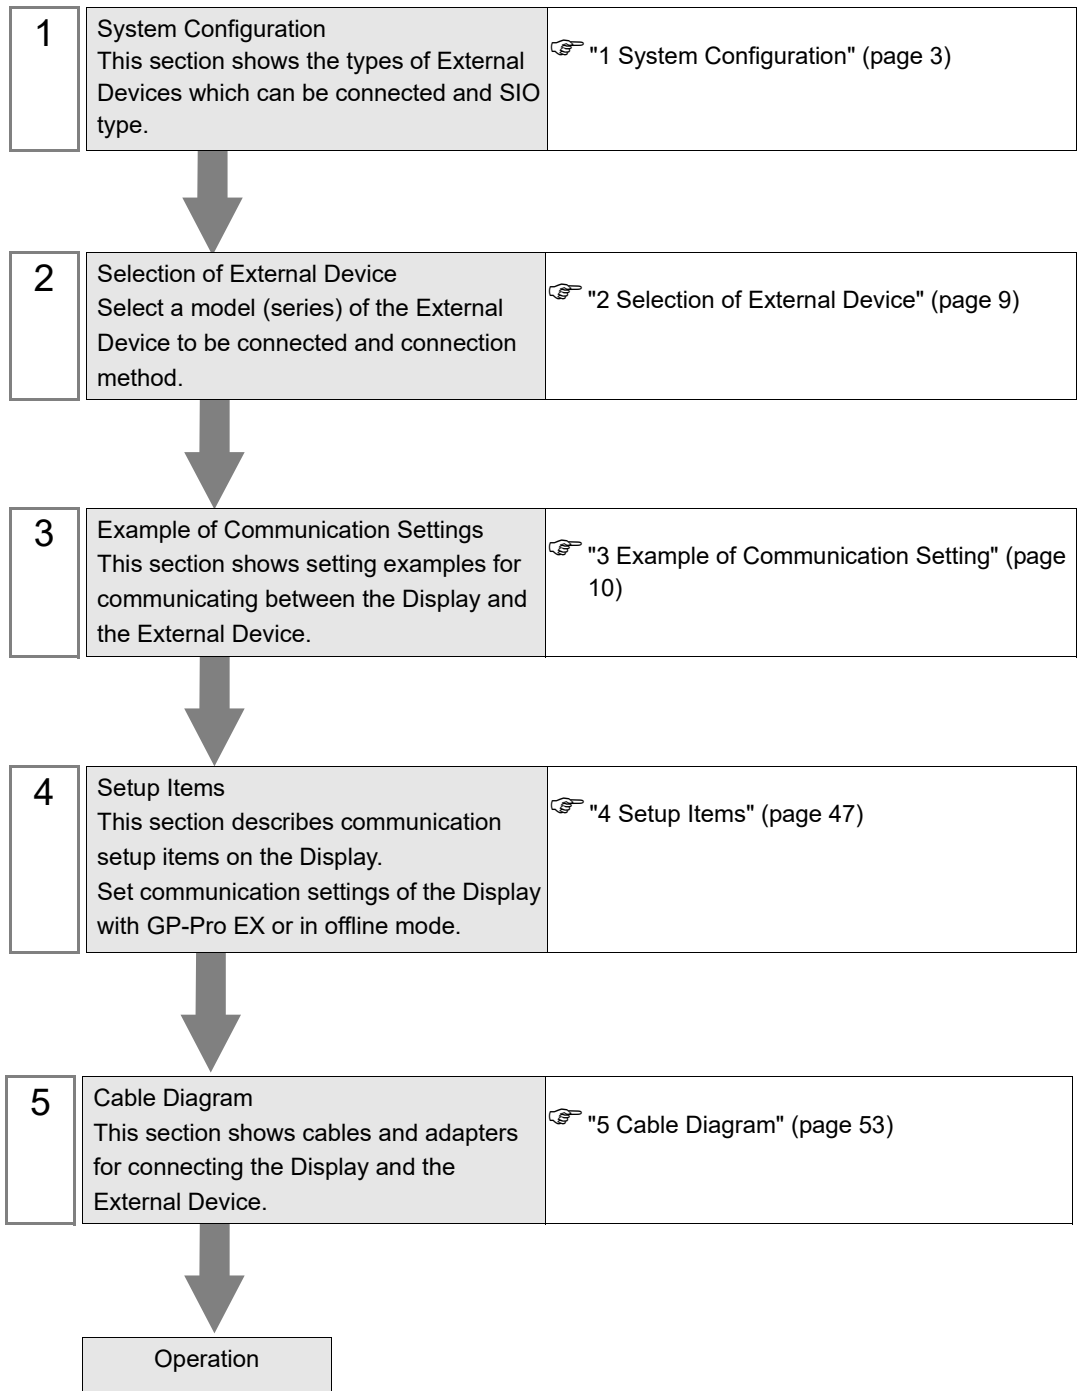 1
System Configuration
This section shows the types of External
Devices which can be connected and SIO
type.
"1 System Configuration" (page 3)
2
Selection of External Device
Select a model (series) of the External
Device to be connected and connection
method.
"2 Selection of External Device" (page 9)
3
Example of Communication Settings
This section shows setting examples for
communicating between the Display and
the External Device.
"3 Example of Communication Setting" (page
10)
4
Setup Items
This section describes communication
setup items on the Display.
Set communication settings of the Display
with GP-Pro EX or in offline mode.
"4 Setup Items" (page 47)
5
Cable Diagram
This section shows cables and adapters
for connecting the Display and the
External Device.
"5 Cable Diagram" (page 53)
Operation